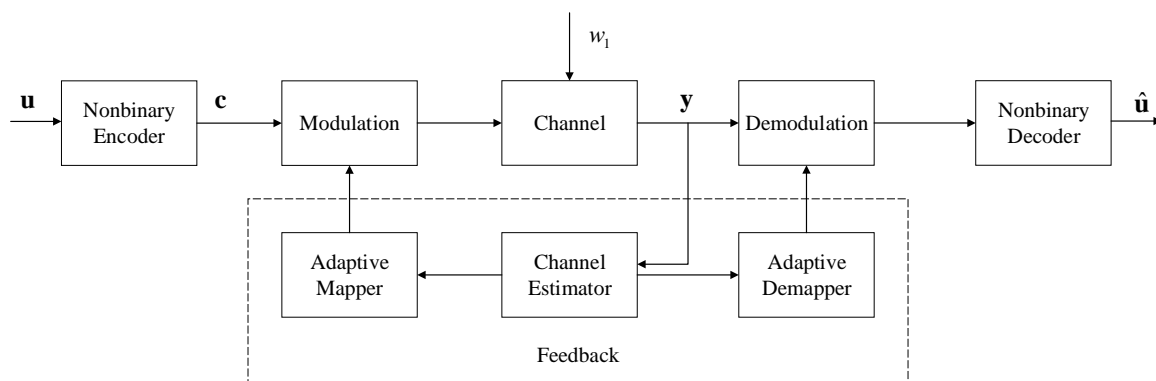 w₁
u
Nonbinary
Encoder
c
Modulation
Channel
y
Demodulation
Nonbinary
Decoder
û
Adaptive
Mapper
Channel
Estimator
Adaptive
Demapper
Feedback